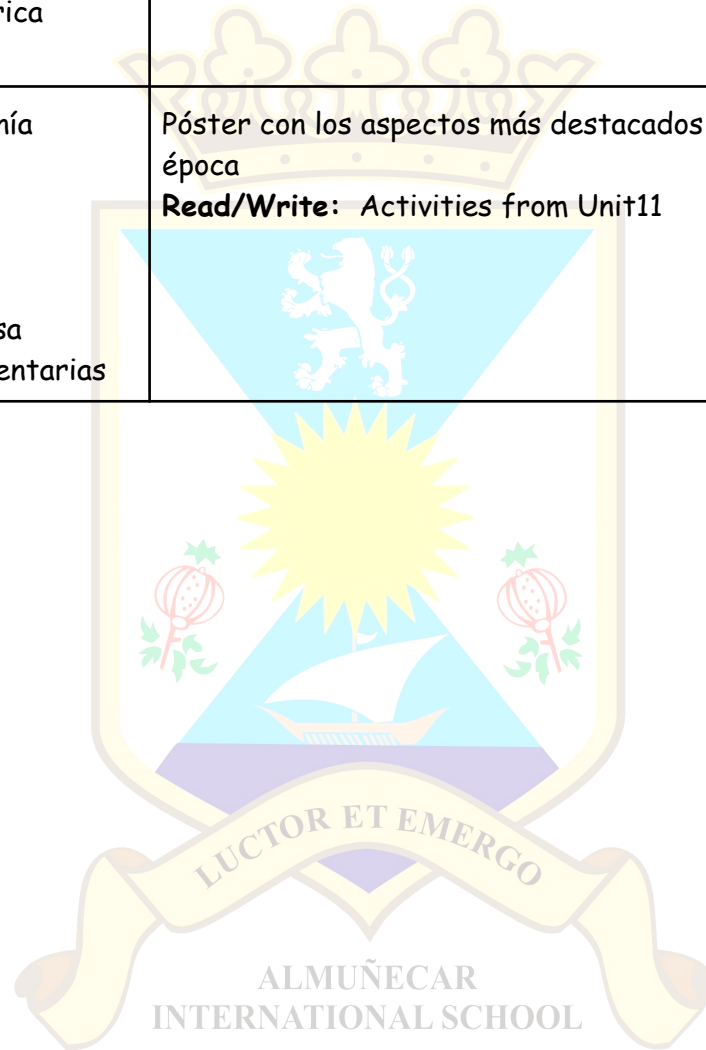 rica
nía
Póster con los aspectos más destacados
época
Read/Write: Activities from Unit11
sa
entarias
LUCTOR ET EMERGO
ALMUÑECAR
INTERNATIONAL SCHOOL